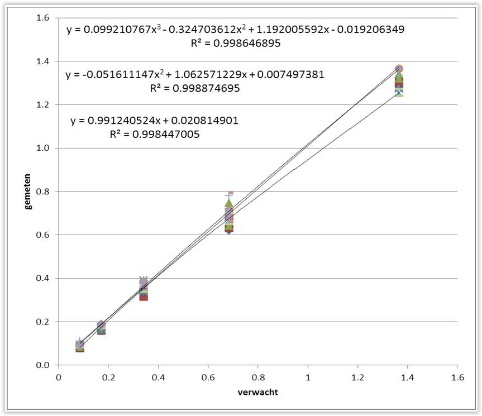 y = 0.099210767x³ - 0.324703612x² + 1.192005592x - 0.019206349
R² = 0.998646895
y = -0.051611147x² + 1.062571229x + 0.007497381
R² = 0.998874695
y = 0.991240524x + 0.020814901
R² = 0.998447005
1.6
1.4
1.2
1.0
0.8
0.6
0.4
0.2
0.0
gemeten
0 0.2 0.4 0.6 0.8 1 1.2 1.4 1.6
verwacht